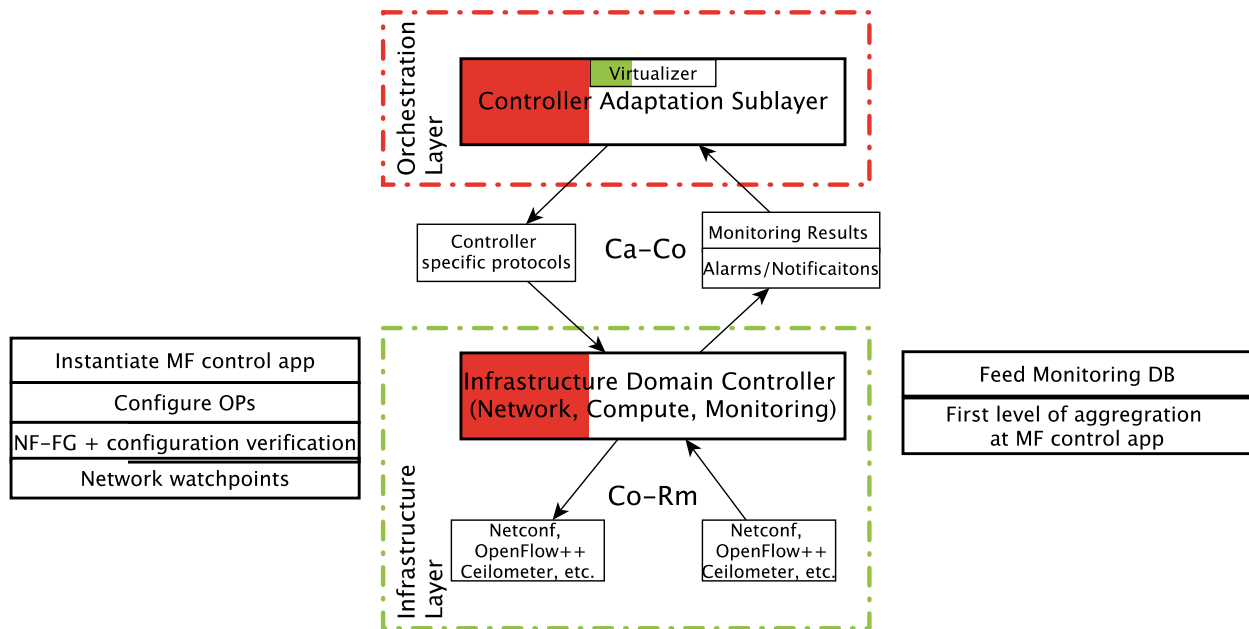 Orchestration
Layer
Virtualizer
Controller Adaptation Sublayer
Controller
specific protocols
Ca-Co
Monitoring Results
Alarms/Notificaitons
Instantiate MF control app
Configure OPs
NF-FG + configuration verification
Network watchpoints
Infrastructure Domain Controller
(Network, Compute, Monitoring)
Feed Monitoring DB
First level of aggregration
at MF control app
Infrastructure
Layer
Co-Rm
Netconf,
OpenFlow++
Ceilometer, etc.
Netconf,
OpenFlow++
Ceilometer, etc.